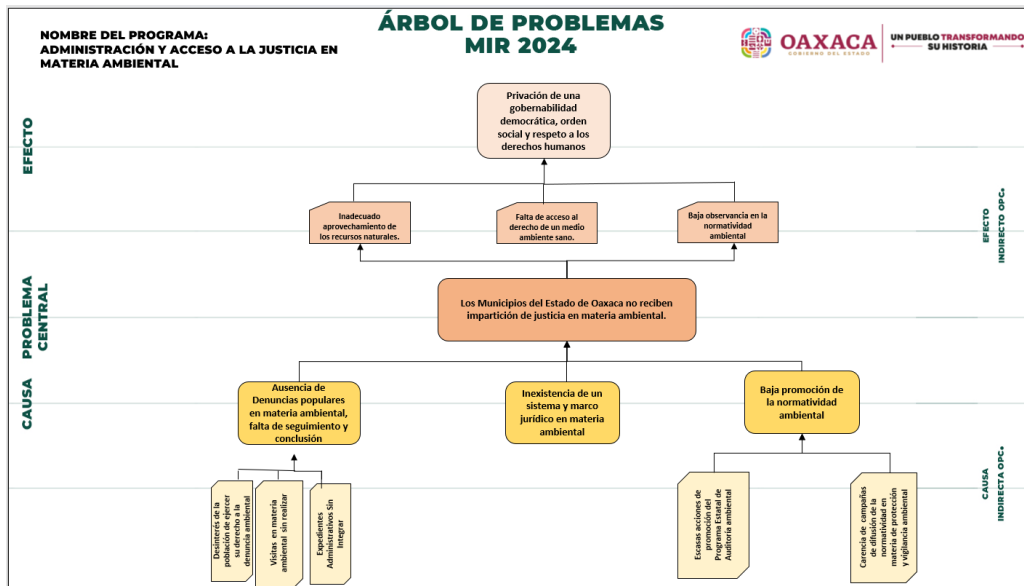 ÁRBOL DE PROBLEMAS
MIR 2024
NOMBRE DEL PROGRAMA:
ADMINISTRACIÓN Y ACCESO A LA JUSTICIA EN
MATERIA AMBIENTAL
OAXACA
GOBIERNO DEL ESTADO
UN PUEBLO TRANSFORMANDO
SU HISTORIA
EFECTO
Privación de una
gobernabilidad
democrática, orden
social y respeto a los
derechos humanos
EFECTO
INDIRECTO OPC.
Inadecuado
aprovechamiento de
los recursos naturales.
Falta de acceso al
derecho de un medio
ambiente sano.
Baja observancia en la
normatividad
ambiental
PROBLEMA
CENTRAL
Los Municipios del Estado de Oaxaca no reciben
impartición de justicia en materia ambiental.
CAUSA
Ausencia de
Denuncias populares
en materia ambiental,
falta de seguimiento y
conclusión
Inexistencia de un
sistema y marco
jurídico en materia
ambiental
Baja promoción de
la normatividad
ambiental
CAUSA
INDIRECTA OPC.
Desinterés de la
población de ejercer
su derecho a la
denuncia ambiental
Visitas en materia
ambiental sin realizar
Expedientes
Administrativos Sin
Integrar
Escasas acciones de
promoción del
Programa Estatal de
Auditoría ambiental
Carencia de campañas
de difusión de la
normatividad en
materia de protección
y vigilancia ambiental